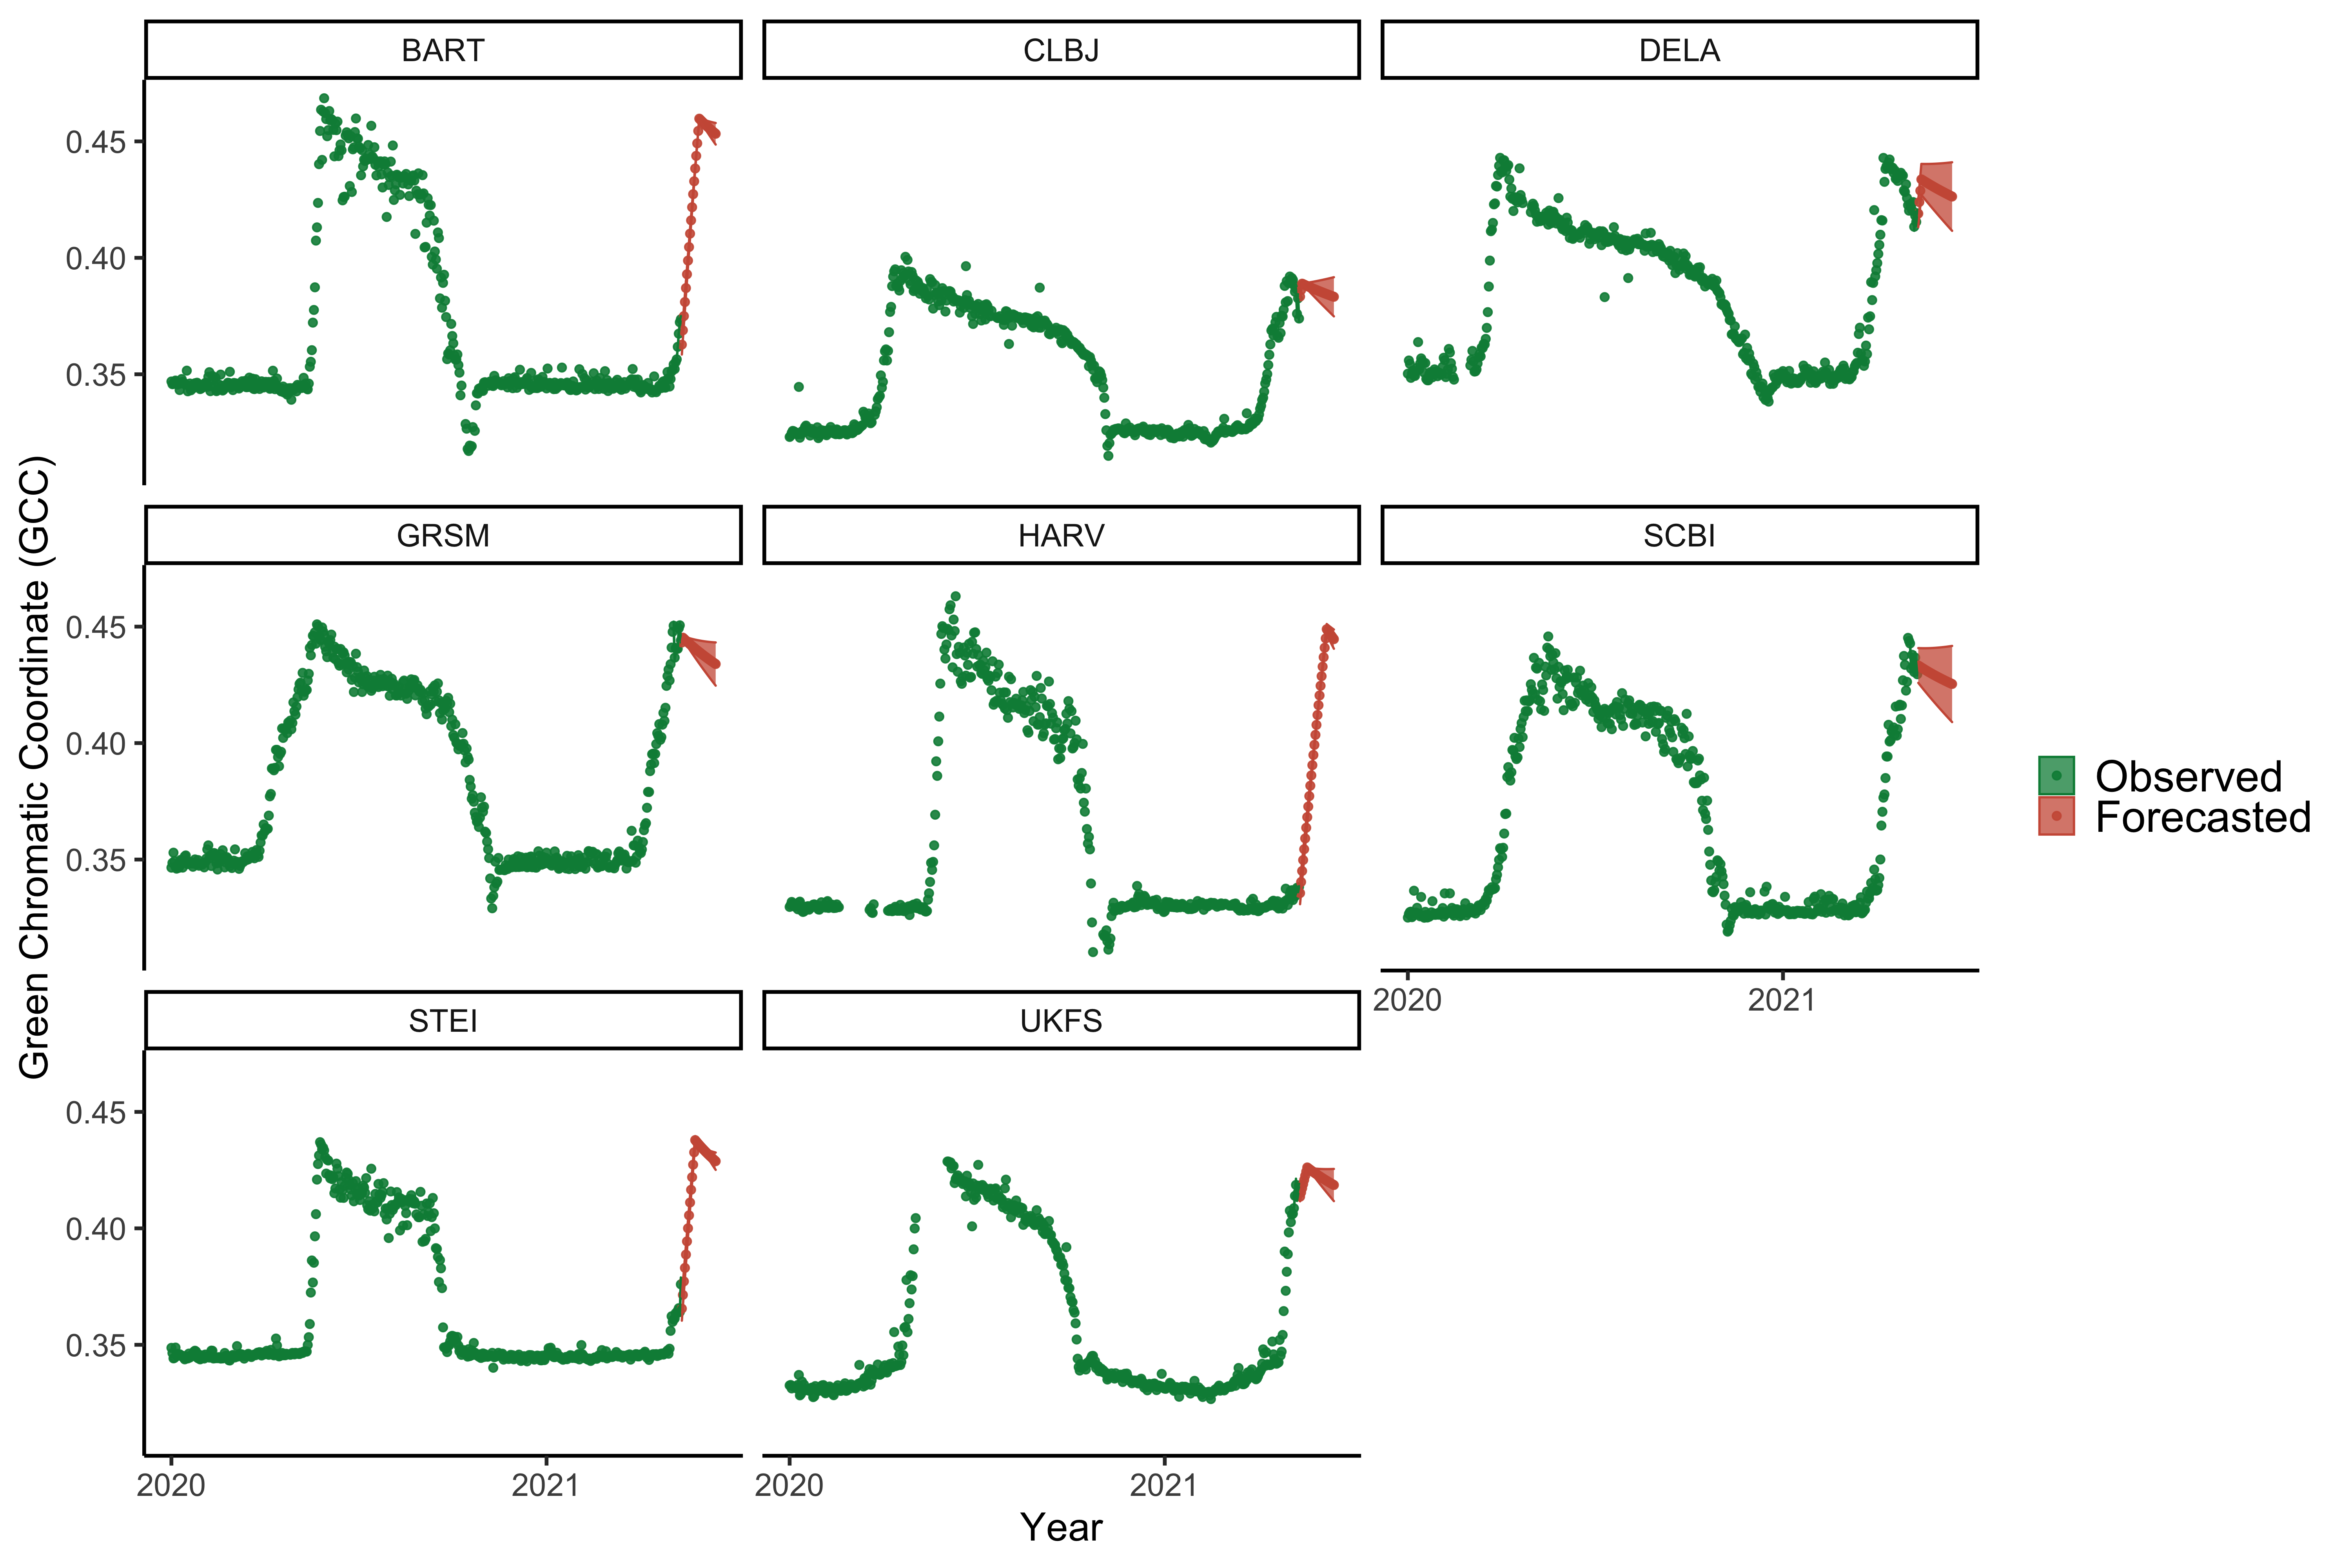 BART
CLBJ
DELA
0.45
0.40
0.35
GRSM
HARV
SCBI
0.45
0.40
0.35
2020
2021
STEI
UKFS
0.45
0.40
0.35
2020
2021
2020
2021
Year
Green Chromatic Coordinate (GCC)
Observed
Forecasted